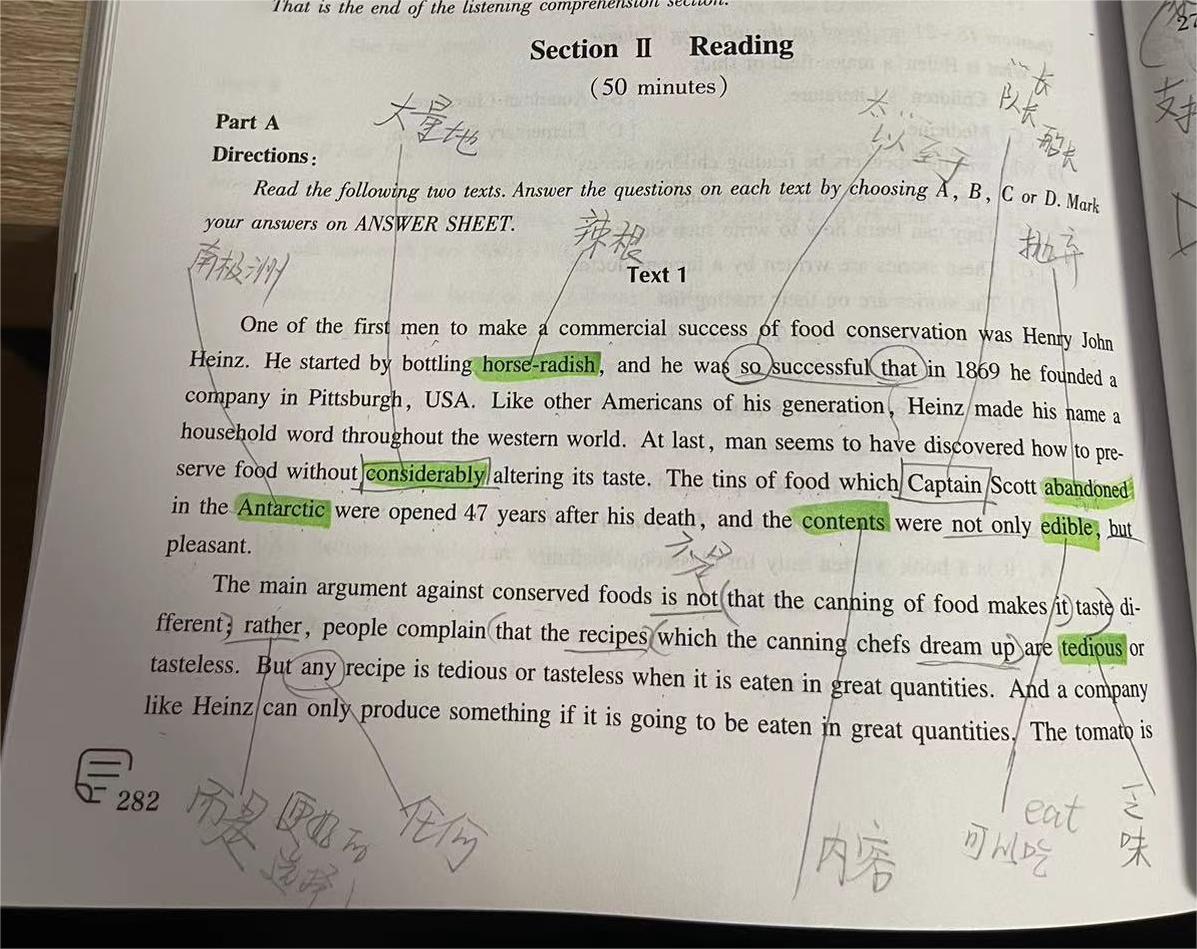 That is the end of the listening comprehension section.
Section Ⅱ Reading
(50 minutes)
大量地
太……
以至于
队长
船长
Part A
Directions:
Read the following two texts. Answer the questions on each text by choosing A, B, C or D. Mark
your answers on ANSWER SHEET.
南极洲
辣根
抛弃
Text 1
One of the first men to make a commercial success of food conservation was Henry John
Heinz. He started by bottling horse-radish, and he was so successful that in 1869 he founded a
company in Pittsburgh, USA. Like other Americans of his generation, Heinz made his name a
household word throughout the western world. At last, man seems to have discovered how to pre-
serve food without considerably altering its taste. The tins of food which Captain Scott abandoned
in the Antarctic were opened 47 years after his death, and the contents were not only edible, but
pleasant.
The main argument against conserved foods is not that the canning of food makes it taste di-
fferent; rather, people complain that the recipes which the canning chefs dream up are tedious or
tasteless. But any recipe is tedious or tasteless when it is eaten in great quantities. And a company
like Heinz can only produce something if it is going to be eaten in great quantities. The tomato is
282
而是
更好的
选择
任何
内容
eat
可以吃
乏味
27
支持